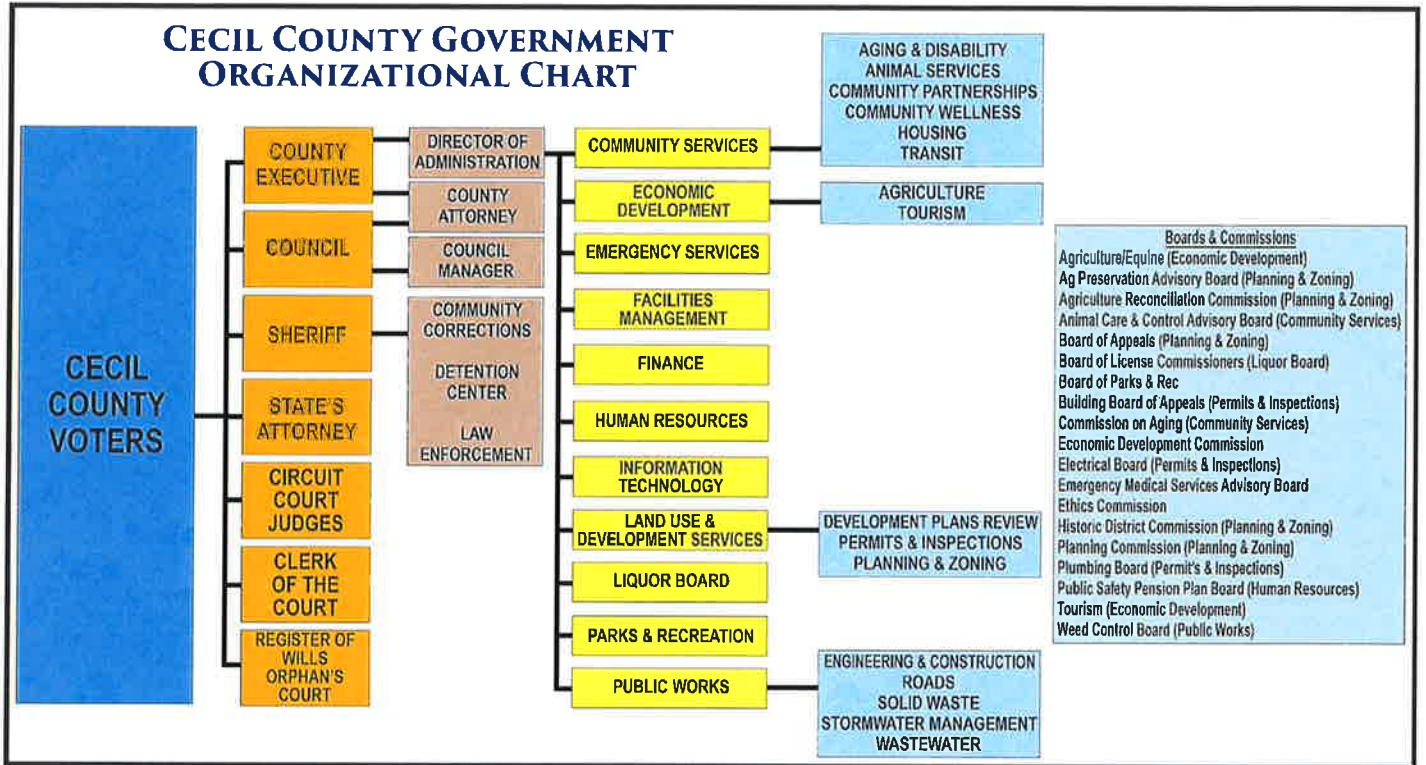 CECIL COUNTY GOVERNMENT
ORGANIZATIONAL CHART
CECIL
COUNTY
VOTERS
COUNTY
EXECUTIVE
COUNCIL
SHERIFF
STATE'S
ATTORNEY
CIRCUIT
COURT
JUDGES
CLERK
OF THE
COURT
REGISTER OF
WILLS
ORPHAN'S
COURT
DIRECTOR OF
ADMINISTRATION
COUNTY
ATTORNEY
COUNCIL
MANAGER
COMMUNITY
CORRECTIONS
DETENTION
CENTER
LAW
ENFORCEMENT
COMMUNITY SERVICES
ECONOMIC
DEVELOPMENT
EMERGENCY SERVICES
FACILITIES
MANAGEMENT
FINANCE
HUMAN RESOURCES
INFORMATION
TECHNOLOGY
LAND USE &
DEVELOPMENT SERVICES
LIQUOR BOARD
PARKS & RECREATION
PUBLIC WORKS
AGING & DISABILITY
ANIMAL SERVICES
COMMUNITY PARTNERSHIPS
COMMUNITY WELLNESS
HOUSING
TRANSIT
AGRICULTURE
TOURISM
DEVELOPMENT PLANS REVIEW
PERMITS & INSPECTIONS
PLANNING & ZONING
ENGINEERING & CONSTRUCTION
ROADS
SOLID WASTE
STORMWATER MANAGEMENT
WASTEWATER
Boards & Commissions
Agriculture/Equine (Economic Development)
Ag Preservation Advisory Board (Planning & Zoning)
Agriculture Reconciliation Commission (Planning & Zoning)
Animal Care & Control Advisory Board (Community Services)
Board of Appeals (Planning & Zoning)
Board of License Commissioners (Liquor Board)
Board of Parks & Rec
Building Board of Appeals (Permits & Inspections)
Commission on Aging (Community Services)
Economic Development Commission
Electrical Board (Permits & Inspections)
Emergency Medical Services Advisory Board
Ethics Commission
Historic District Commission (Planning & Zoning)
Planning Commission (Planning & Zoning)
Plumbing Board (Permit's & Inspections)
Public Safety Pension Plan Board (Human Resources)
Tourism (Economic Development)
Weed Control Board (Public Works)